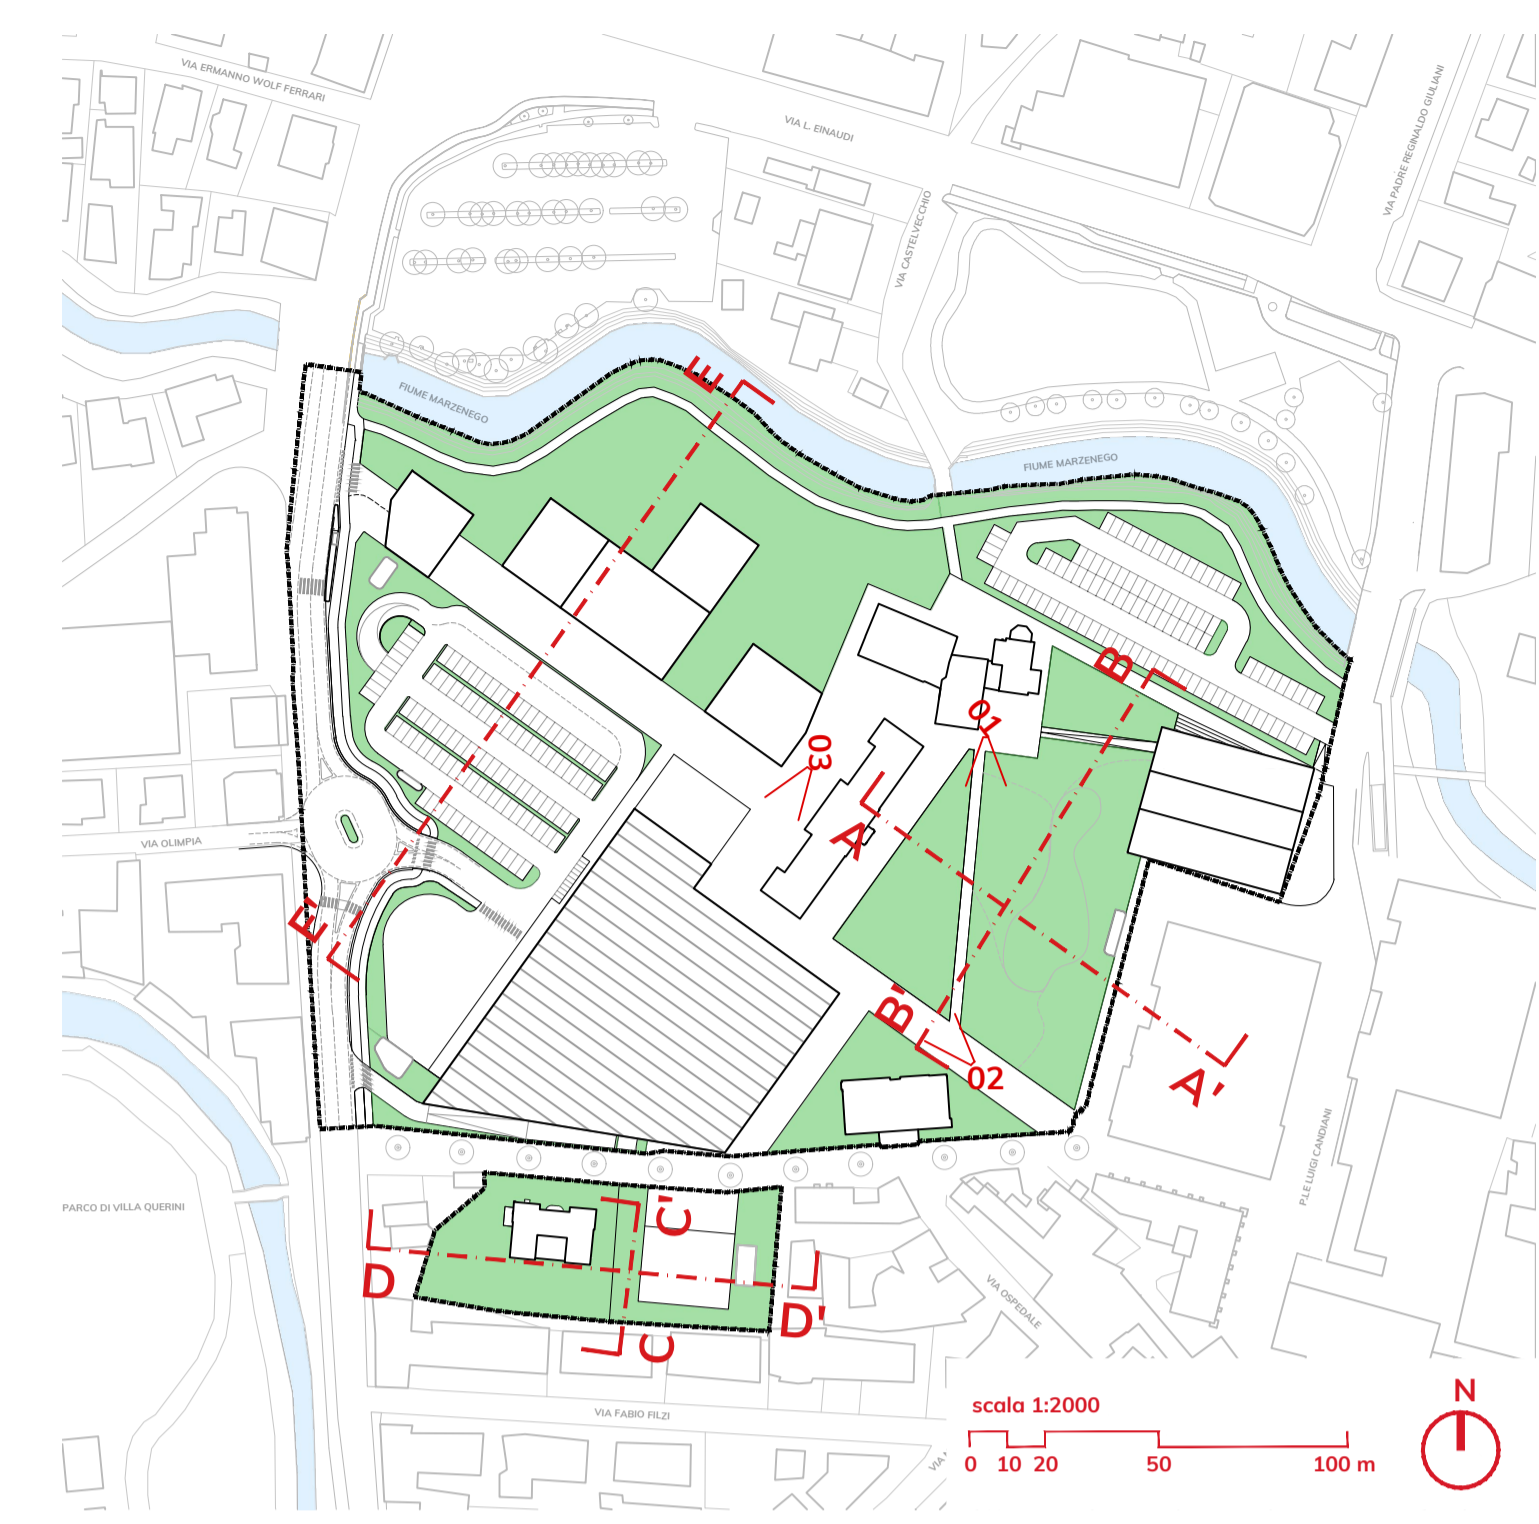 VIA ERMANNO WOLF FERRARI
VIA L. EINAUDI
VIA PADRE REGINALDO GIULIANI
VIA CASTELVECCHIO
FIUME MARZENEGO
E
FIUME MARZENEGO
B
01
03
A
VIA OLIMPIA
E'
B'
02
A'
P.LE LUIGI CANDIANI
PARCO DI VILLA QUERINI
C'
D
D'
VIA OSPEDALE
C
VIA FABIO FILZI
VIA
scala 1:2000
0 10 20 50 100 m
N